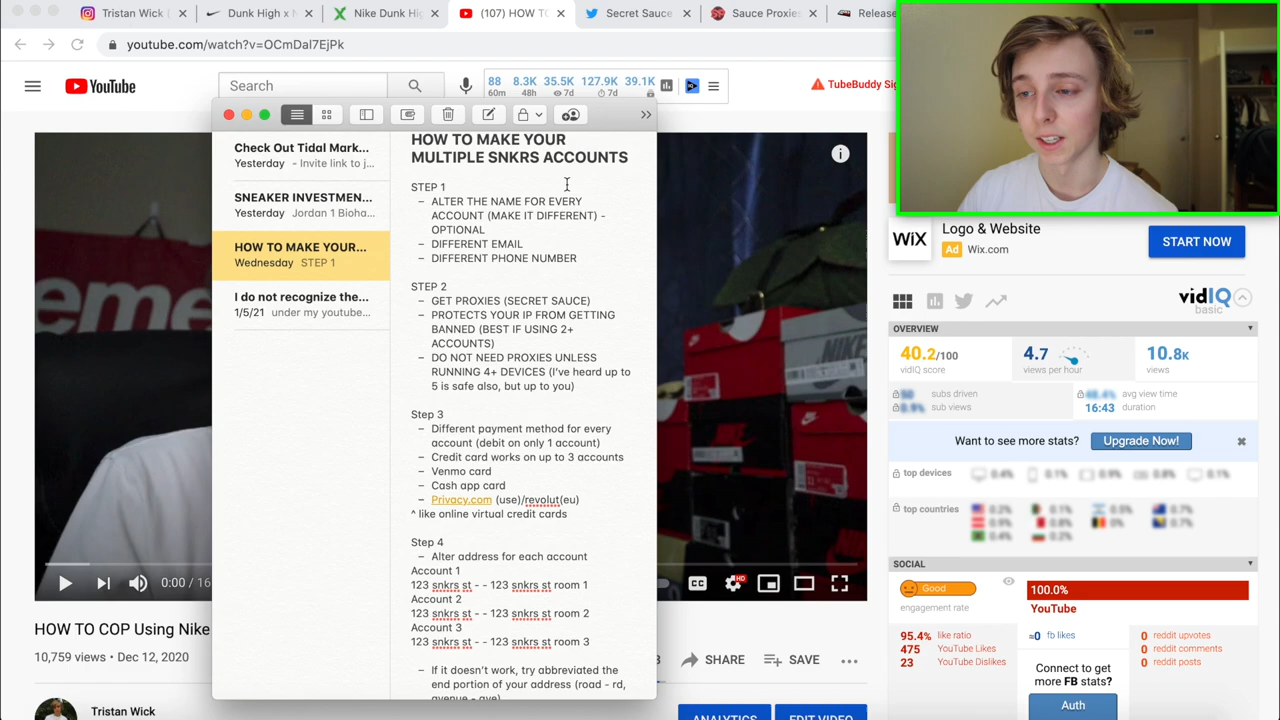 Tristan Wick
Dunk High x N
Nike Dunk Hi
(107) HOW TO
Secret Sauce
Sauce Proxies
Release
youtube.com/watch?v=OCmDal7EjPk
YouTube
Search
88 8.3K 35.5K 127.9K 39.1K
60m 48h 7d 7d
TubeBuddy Sig
Check Out Tidal Mark...
Yesterday - Invite link to j...
SNEAKER INVESTMEN...
Yesterday Jordan 1 Bioha...
HOW TO MAKE YOUR...
Wednesday STEP 1
I do not recognize the...
1/5/21 under my youtube...
HOW TO MAKE YOUR
MULTIPLE SNKRS ACCOUNTS
STEP 1
– ALTER THE NAME FOR EVERY
ACCOUNT (MAKE IT DIFFERENT) -
OPTIONAL
– DIFFERENT EMAIL
– DIFFERENT PHONE NUMBER
STEP 2
– GET PROXIES (SECRET SAUCE)
– PROTECTS YOUR IP FROM GETTING
BANNED (BEST IF USING 2+
ACCOUNTS)
– DO NOT NEED PROXIES UNLESS
RUNNING 4+ DEVICES (I've heard up to
5 is safe also, but up to you)
Step 3
– Different payment method for every
account (debit on only 1 account)
– Credit card works on up to 3 accounts
– Venmo card
– Cash app card
– Privacy.com (use)/revolut(eu)
^ like online virtual credit cards
Step 4
– Alter address for each account
Account 1
123 snkrs st - - 123 snkrs st room 1
Account 2
123 snkrs st - - 123 snkrs st room 2
Account 3
123 snkrs st - - 123 snkrs st room 3
– If it doesn't work, try abbreviated the
end portion of your address (road - rd,
avenue - ave)
NIKE
0:00 / 16
CC
HD
HOW TO COP Using Nike
10,759 views • Dec 12, 2020
SHARE
SAVE
Tristan Wick
ANALYTICS
EDIT VIDEO
WiX
Logo & Website
Ad Wix.com
START NOW
vidIQ
basic
OVERVIEW
40.2/100
vidIQ score
4.7
views per hour
10.8K
views
subs driven
sub views
avg view time
16:43 duration
Want to see more stats?
Upgrade Now!
top devices
top countries
SOCIAL
Good
engagement rate
100.0%
YouTube
95.4% like ratio
475 YouTube Likes
23 YouTube Dislikes
≈0 fb likes
Connect to get
more FB stats?
Auth
0 reddit upvotes
0 reddit comments
0 reddit posts